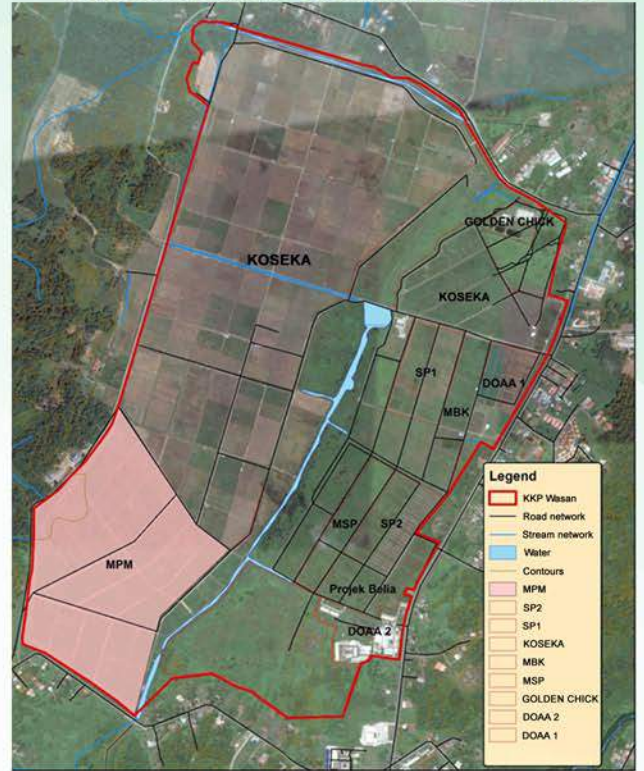 GOLDEN CHICK
KOSEKA
KOSEKA
SP1
DOAA 1
MBK
MSP
SP2
MPM
Projek Belia
DOAA 2
Legend
KKP Wasan
Road network
Stream network
Water
Contours
MPM
SP2
SP1
KOSEKA
MBK
MSP
GOLDEN CHICK
DOAA 2
DOAA 1